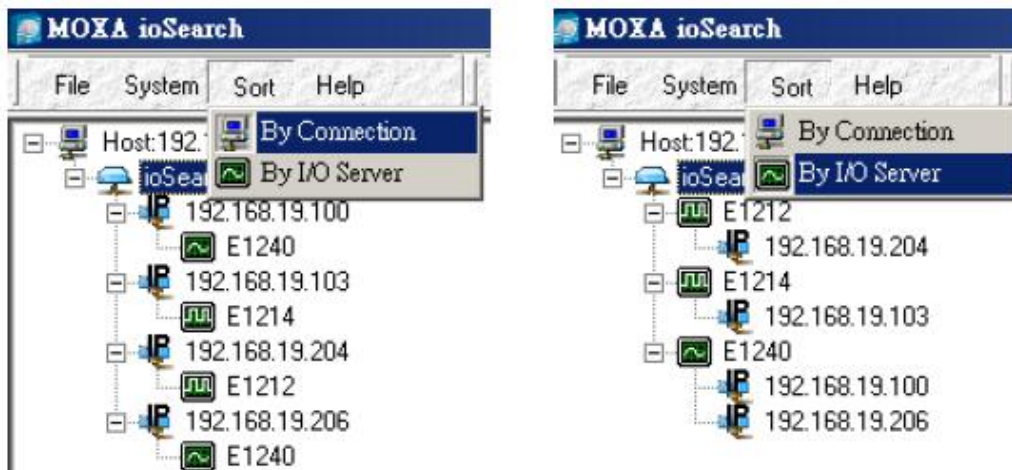 MOXA ioSearch
File System Sort Help
By Connection
By I/O Server
Host:192.1
ioSear
192.168.19.100
E1240
192.168.19.103
E1214
192.168.19.204
E1212
192.168.19.206
E1240
MOXA ioSearch
File System Sort Help
By Connection
By I/O Server
Host:192.
ioSear
E1212
192.168.19.204
E1214
192.168.19.103
E1240
192.168.19.100
192.168.19.206